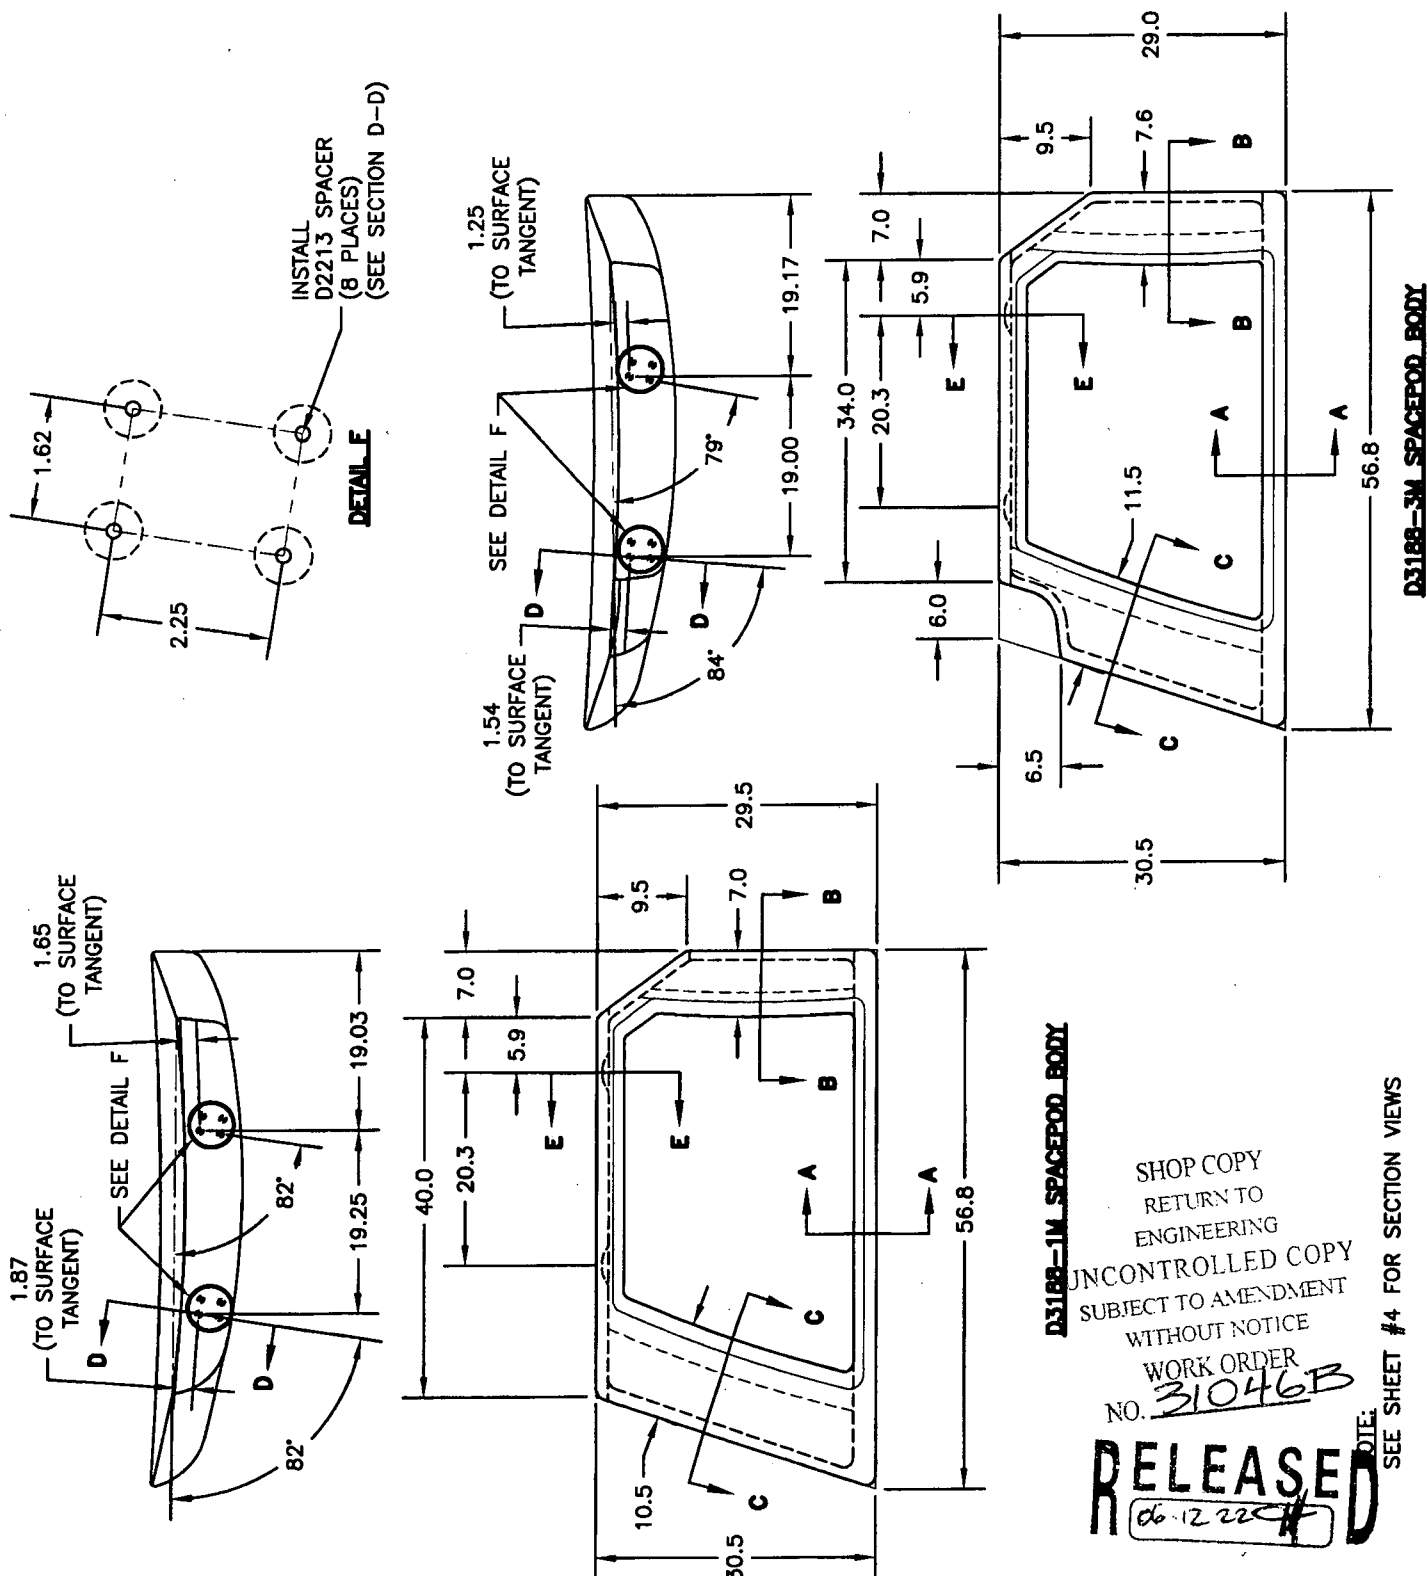 2.25
1.62
INSTALL
D2213 SPACER
(8 PLACES)
(SEE SECTION D-D)
DETAIL F
1.87
(TO SURFACE
TANGENT)
SEE DETAIL F
1.65
(TO SURFACE
TANGENT)
D
D
82°
82°
19.25
19.03
40.0
20.3
5.9
7.0
E
E
9.5
29.5
7.0
B
B
A
A
10.5
C
C
30.5
56.8
D3188-1M SPACEPOD BODY
1.54
(TO SURFACE
TANGENT)
SEE DETAIL F
1.25
(TO SURFACE
TANGENT)
D
D
84°
79°
19.00
19.17
6.0
34.0
20.3
5.9
7.0
E
E
9.5
29.0
7.6
B
B
A
A
11.5
C
C
6.5
30.5
56.8
D3188-3M SPACEPOD BODY
SHOP COPY
RETURN TO
ENGINEERING
UNCONTROLLED COPY
SUBJECT TO AMENDMENT
WITHOUT NOTICE
WORK ORDER
NO. 31046B
RELEASED
06.12.22
NOTE:
SEE SHEET #4 FOR SECTION VIEWS